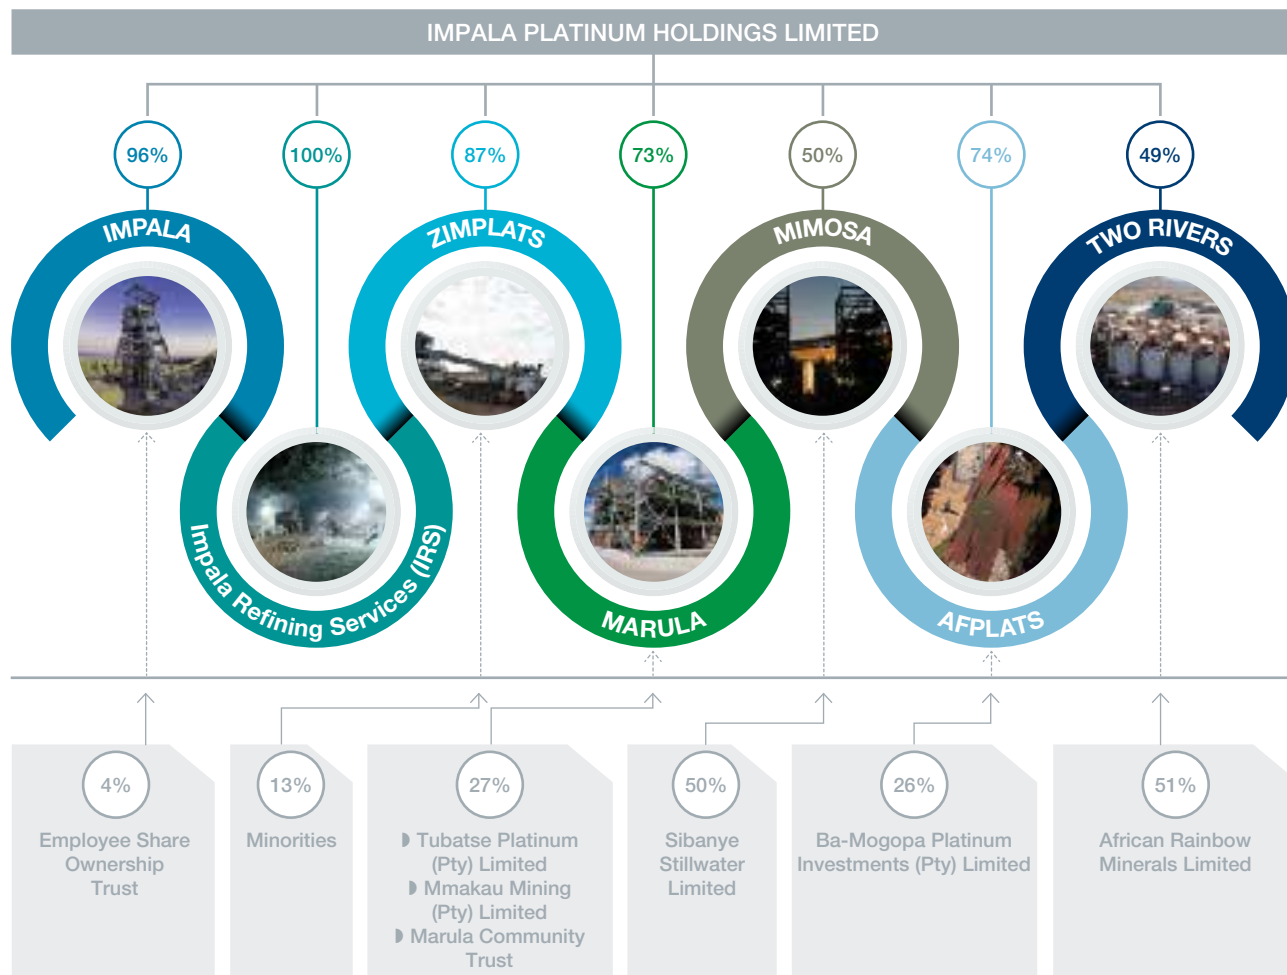 IMPALA PLATINUM HOLDINGS LIMITED
96%
100%
87%
73%
50%
74%
49%
IMPALA
ZIMPLATS
MIMOSA
TWO RIVERS
Impala Refining Services (IRS)
MARULA
AFPLATS
4%
Employee Share
Ownership
Trust
13%
Minorities
27%
◗ Tubatse Platinum
(Pty) Limited
◗ Mmakau Mining
(Pty) Limited
◗ Marula Community
Trust
50%
Sibanye
Stillwater
Limited
26%
Ba-Mogopa Platinum
Investments (Pty) Limited
51%
African Rainbow
Minerals Limited